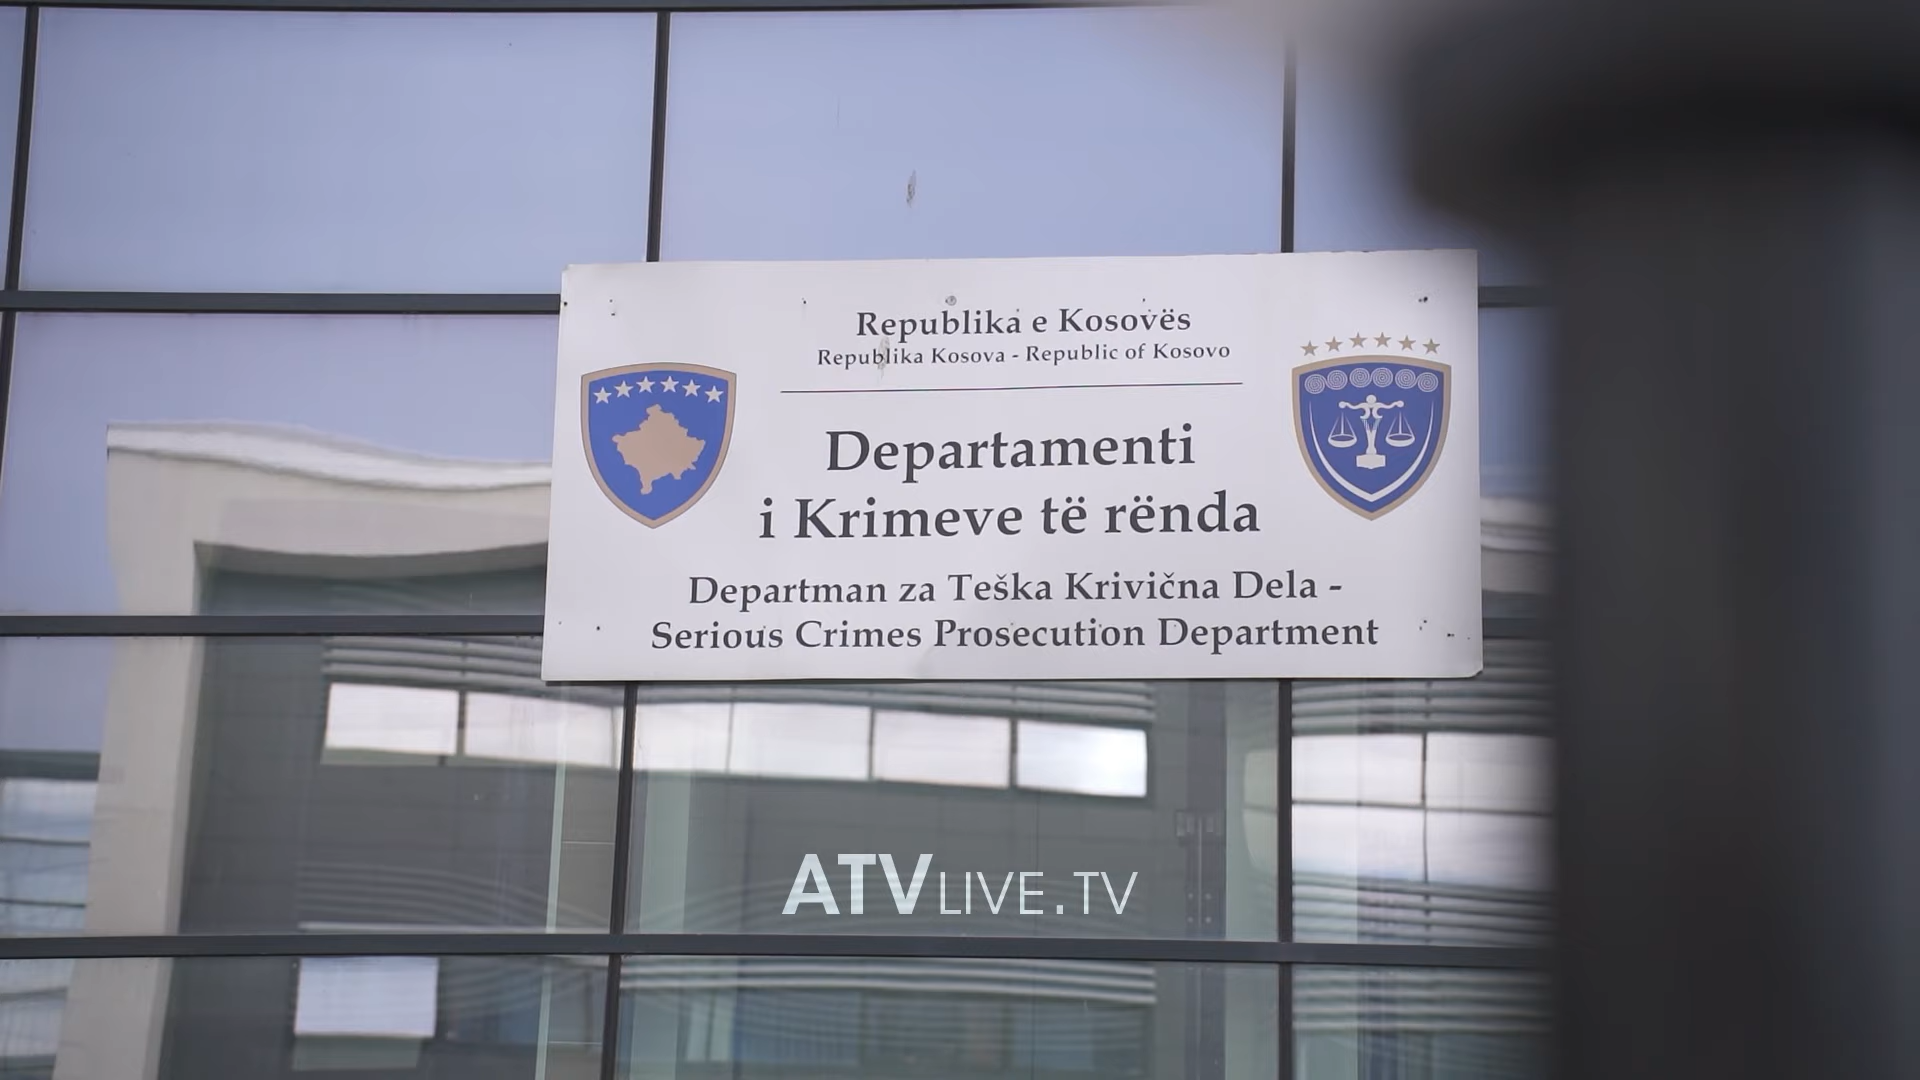 Republika e Kosovës
Republika Kosova - Republic of Kosovo
Departamenti
i Krimeve të rënda
Departman za Teška Krivična Dela -
Serious Crimes Prosecution Department
ATVLIVE.TV